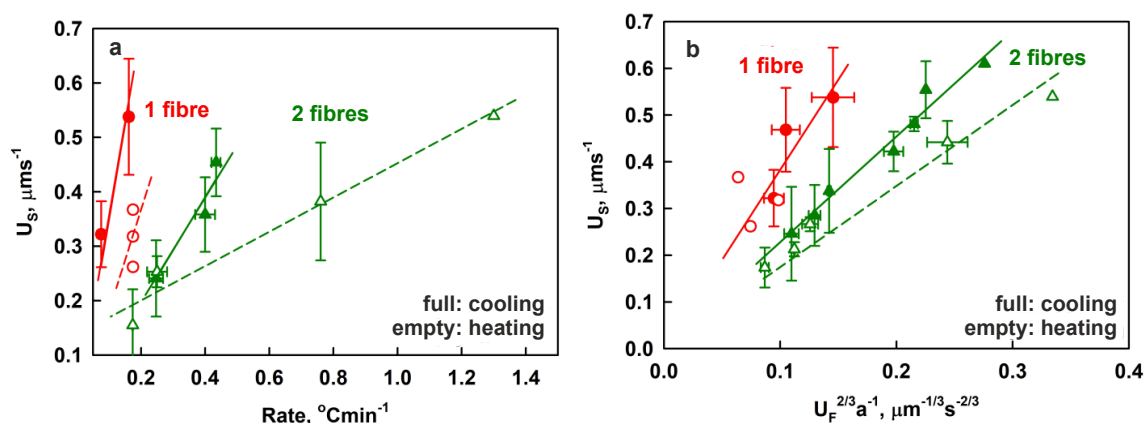 a
0.7
0.6
0.5
0.4
0.3
0.2
0.1
U_S, μms⁻¹
1 fibre
2 fibres
full: cooling
empty: heating
0.2 0.4 0.6 0.8 1.0 1.2 1.4
Rate, °Cmin⁻¹
b
0.7
0.6
0.5
0.4
0.3
0.2
0.1
0.0
U_S, μms⁻¹
1 fibre
2 fibres
full: cooling
empty: heating
0.0 0.1 0.2 0.3 0.4
U_F^2/3 a⁻¹, μm^-1/3 s^-2/3